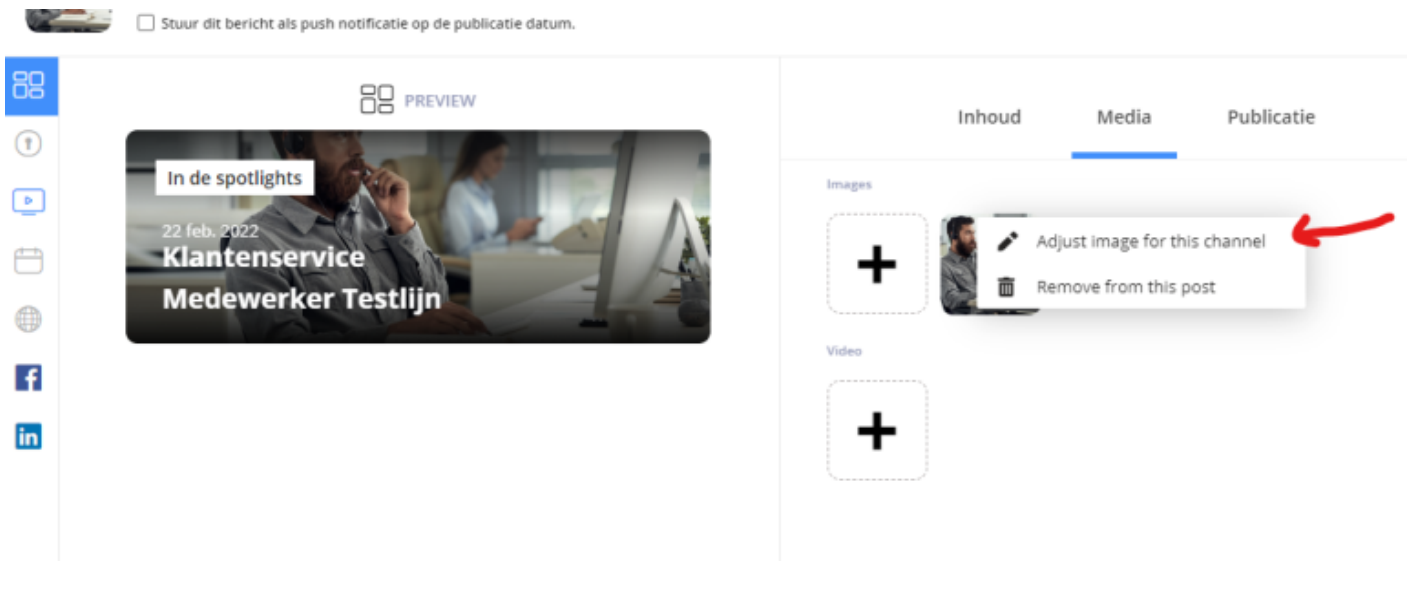 Stuur dit bericht als push notificatie op de publicatie datum.
PREVIEW
In de spotlights
22 feb. 2022
Klantenservice
Medewerker Testlijn
Inhoud Media Publicatie
Images
Adjust image for this channel
Remove from this post
Video
f
in